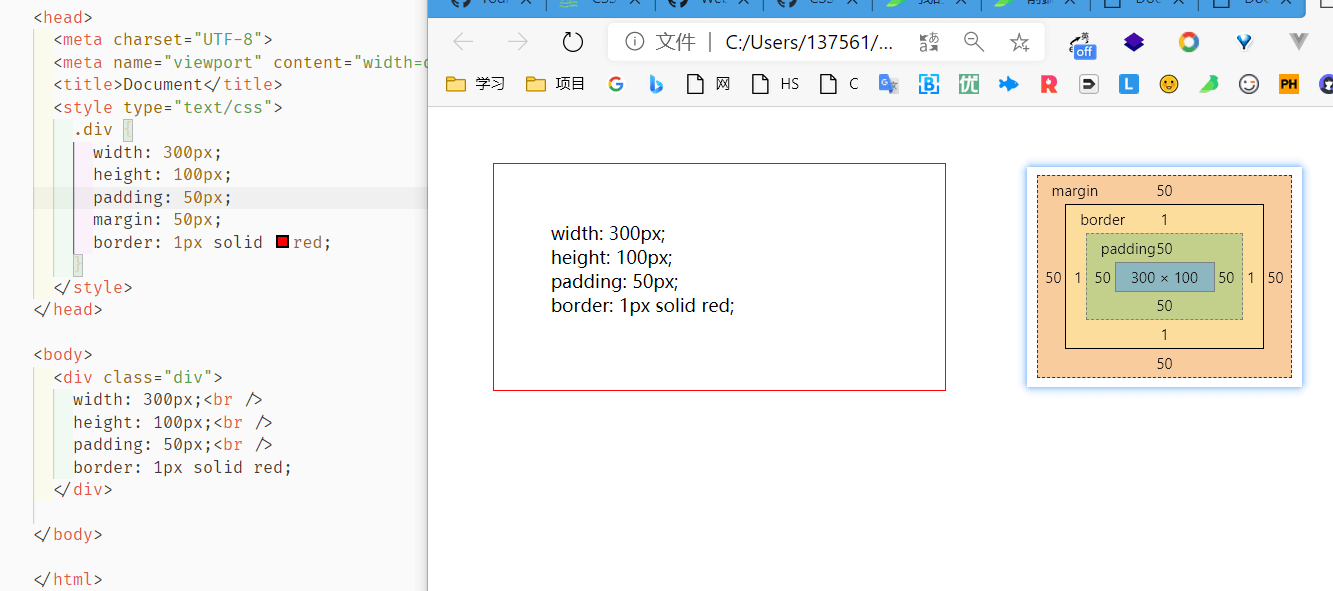 <head>
<meta charset="UTF-8">
<meta name="viewport" content="width=
<title>Document</title>
<style type="text/css">
.div {
width: 300px;
height: 100px;
padding: 50px;
margin: 50px;
border: 1px solid red;
}
</style>
</head>
<body>
<div class="div">
width: 300px;<br />
height: 100px;<br />
padding: 50px;<br />
border: 1px solid red;
</div>
</body>
</html>
文件 | C:/Users/137561/...
英
off
学习 项目 G 网 HS C B 优 R L PH
width: 300px;
height: 100px;
padding: 50px;
border: 1px solid red;
margin 50
border 1
padding50
50 1 50 300 × 100 50 1 50
50
1
50